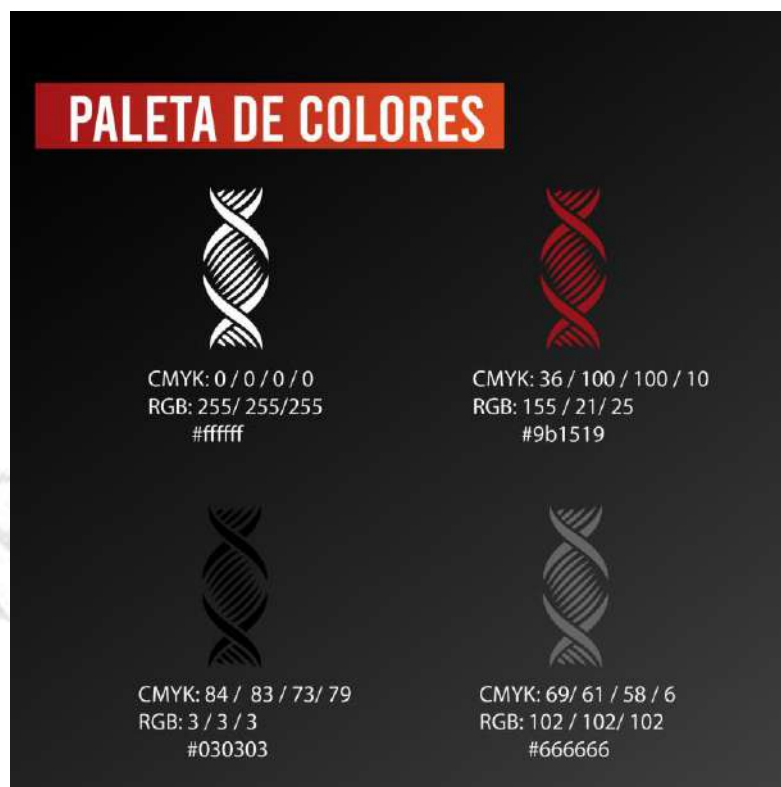 PALETA DE COLORES
CMYK: 0 / 0 / 0 / 0
RGB: 255/ 255/255
#ffffff
CMYK: 36 / 100 / 100 / 10
RGB: 155 / 21/ 25
#9b1519
CMYK: 84 / 83 / 73/ 79
RGB: 3 / 3 / 3
#030303
CMYK: 69/ 61 / 58 / 6
RGB: 102 / 102/ 102
#666666